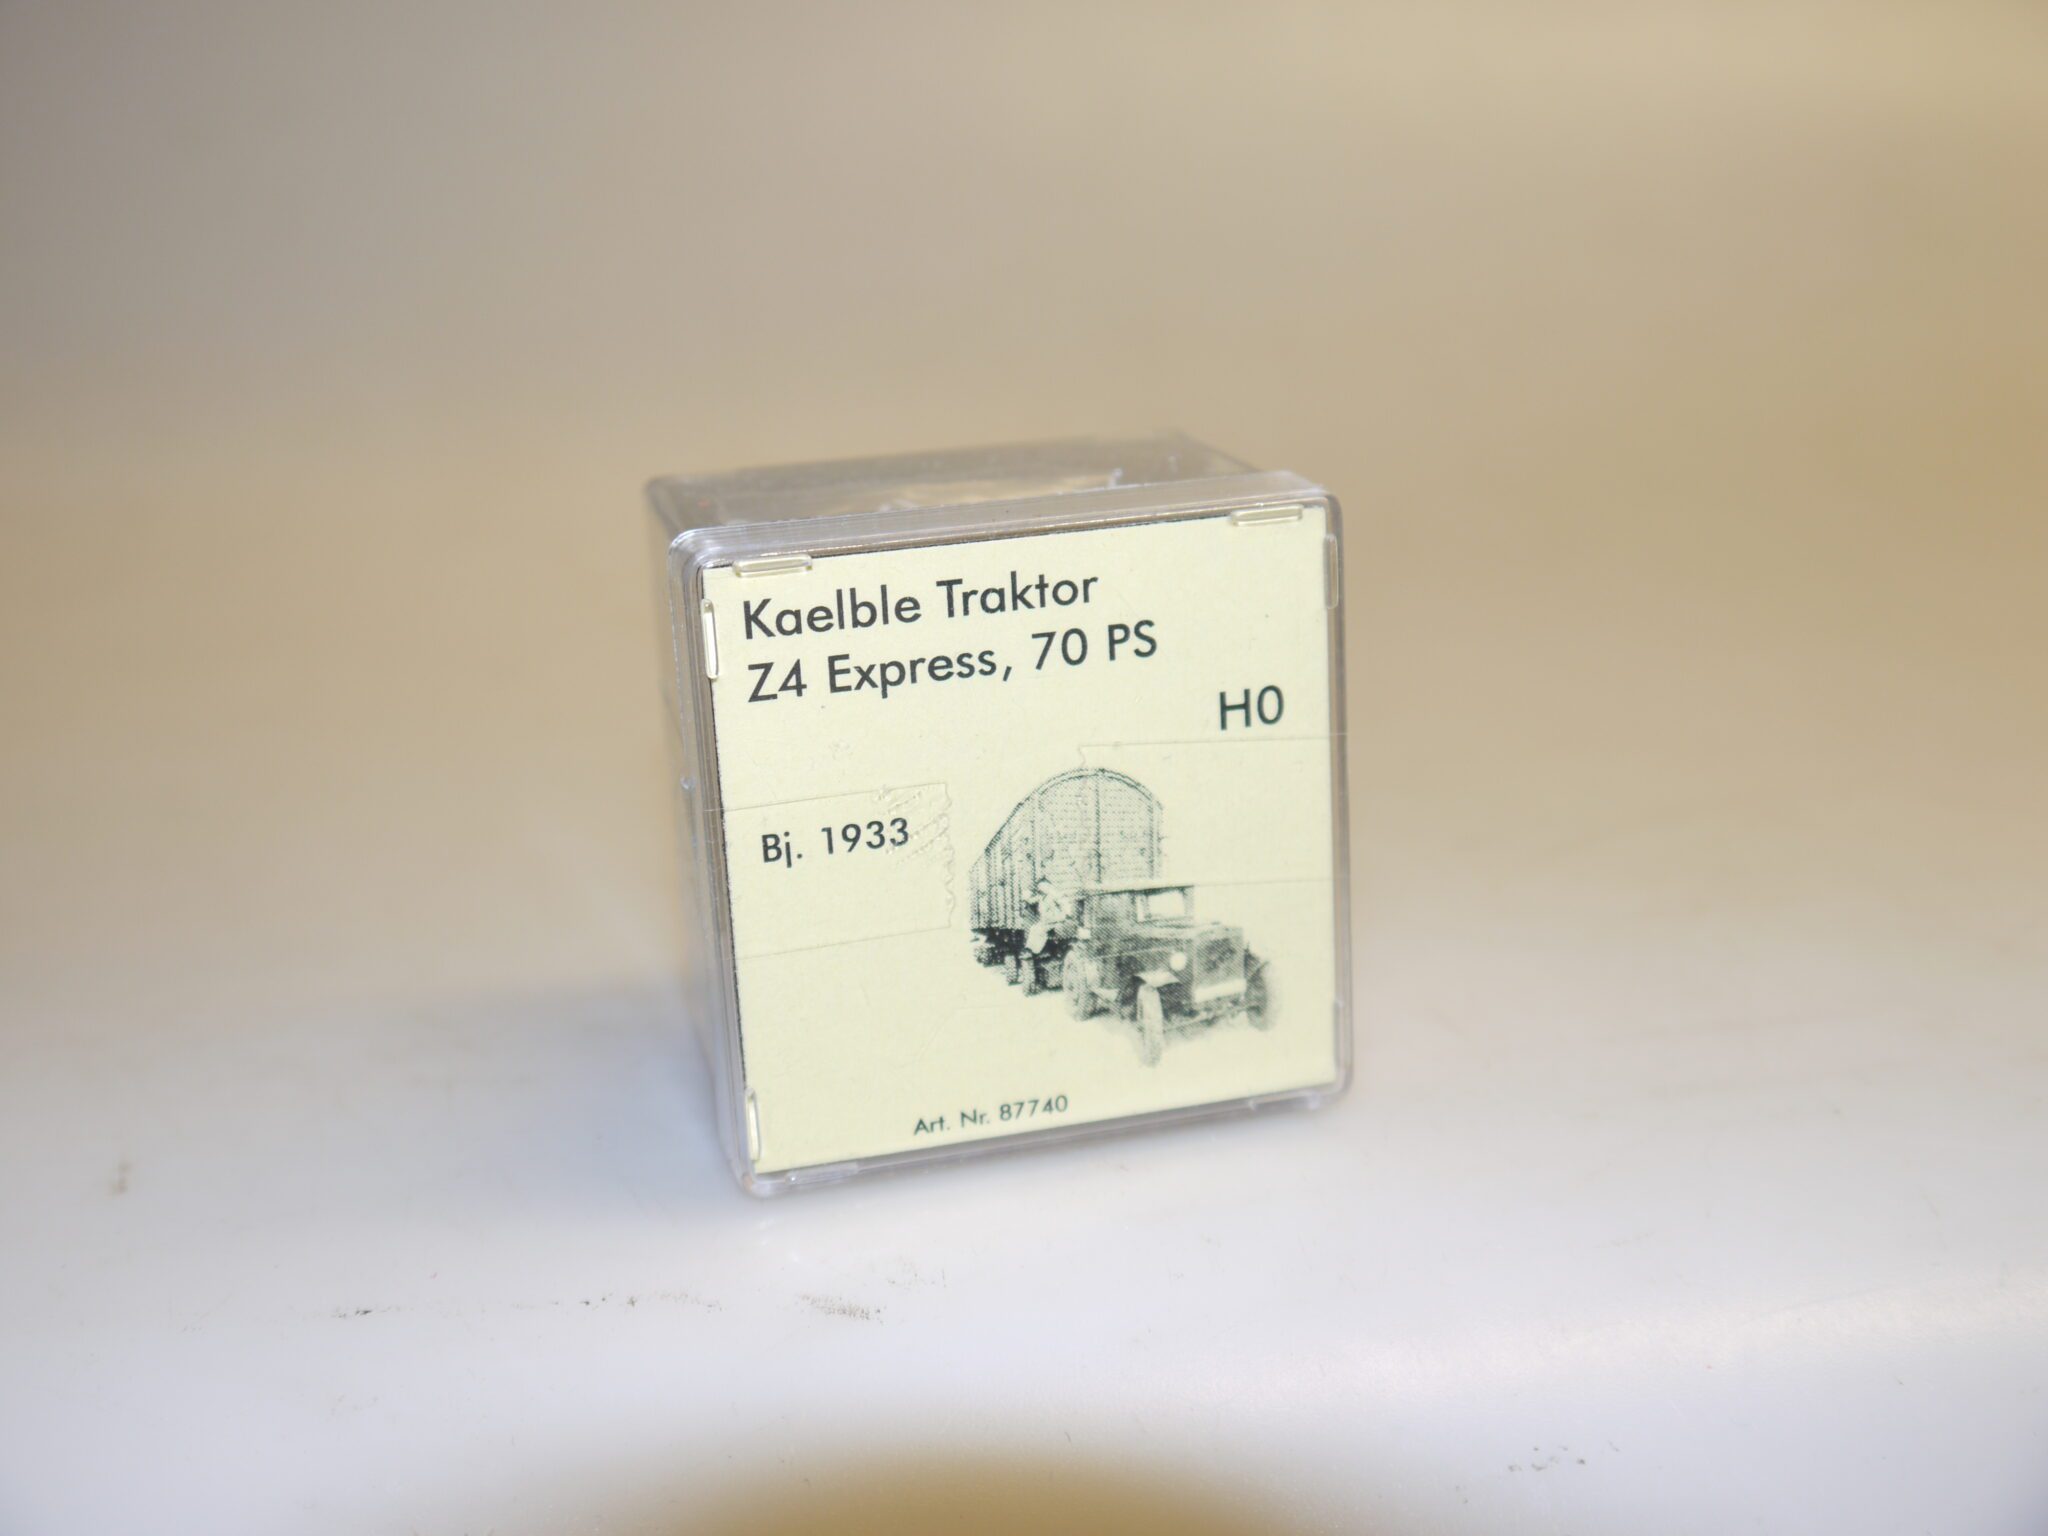 Kaelble Traktor
Z4 Express, 70 PS
H0
Bj. 1933
Art. Nr. 87740